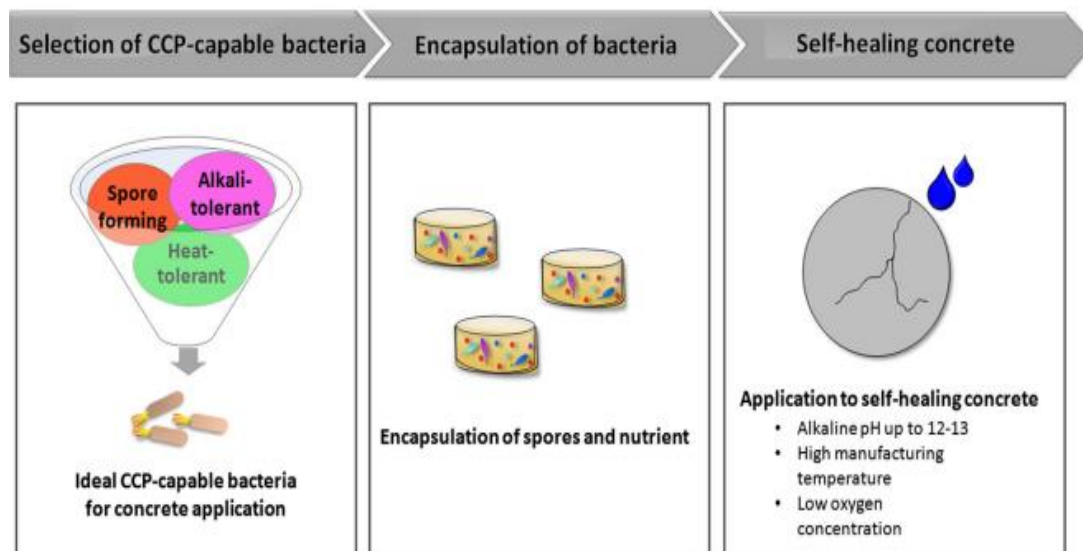 Selection of CCP-capable bacteria
Encapsulation of bacteria
Self-healing concrete
Spore
forming
Alkali-
tolerant
Heat-
tolerant
Ideal CCP-capable bacteria
for concrete application
Encapsulation of spores and nutrient
Application to self-healing concrete
• Alkaline pH up to 12-13
• High manufacturing
temperature
• Low oxygen
concentration